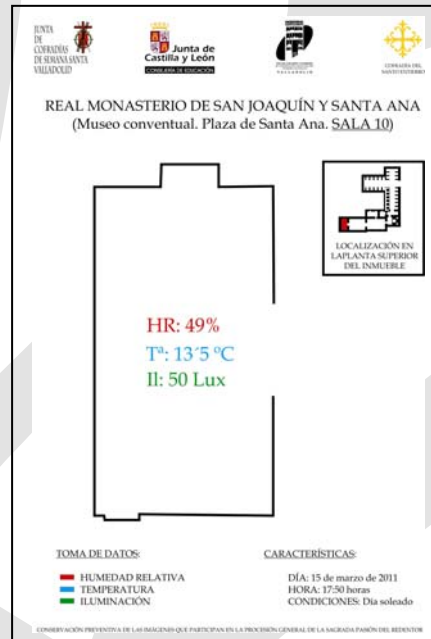 JUNTA
DE
COFRADÍAS
DE SEMANA SANTA
VALLADOLID
Junta de
Castilla y León
CONSEJERÍA DE EDUCACIÓN
VALLADOLID
COFRADÍA DEL
SANTO ENTIERRO
REAL MONASTERIO DE SAN JOAQUÍN Y SANTA ANA
(Museo conventual. Plaza de Santa Ana. SALA 10)
LOCALIZACIÓN EN
LAPLANTA SUPERIOR
DEL INMUEBLE
HR: 49%
Tª: 13´5 ºC
Il: 50 Lux
TOMA DE DATOS:
HUMEDAD RELATIVA
TEMPERATURA
ILUMINACIÓN
CARACTERÍSTICAS:
DÍA: 15 de marzo de 2011
HORA: 17:50 horas
CONDICIONES: Día soleado
CONSERVACIÓN PREVENTIVA DE LAS IMÁGENES QUE PARTICIPAN EN LA PROCESIÓN GENERAL DE LA SAGRADA PASIÓN DEL REDENTOR